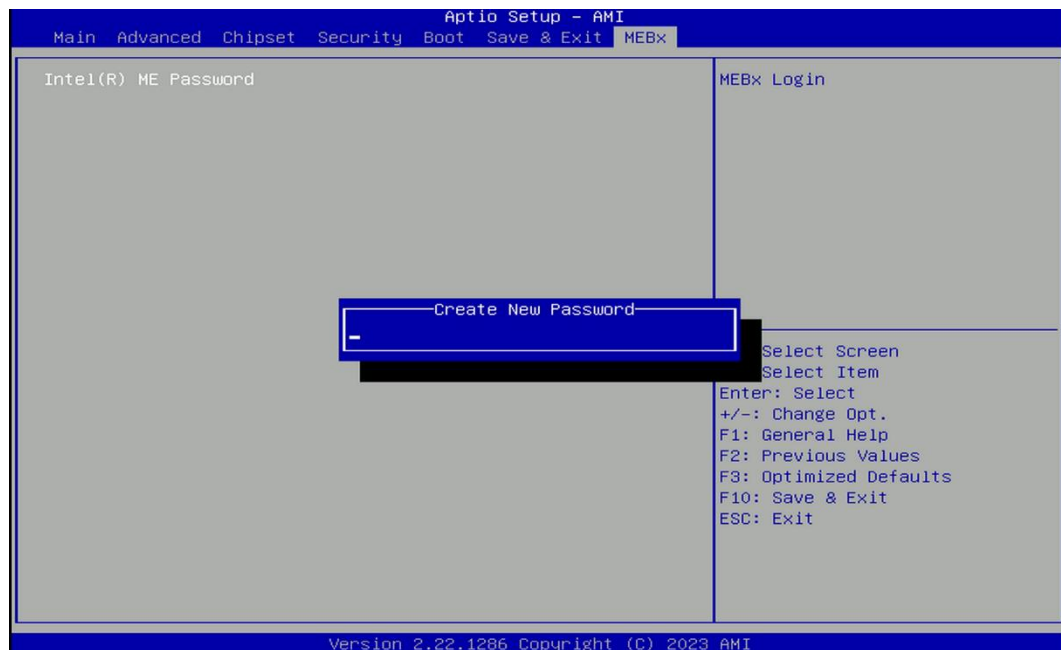 Aptio Setup – AMI
Main Advanced Chipset Security Boot Save & Exit MEBx
Intel(R) ME Password
MEBx Login
Create New Password
Select Screen
Select Item
Enter: Select
+/-: Change Opt.
F1: General Help
F2: Previous Values
F3: Optimized Defaults
F10: Save & Exit
ESC: Exit
Version 2.22.1286 Copyright (C) 2023 AMI